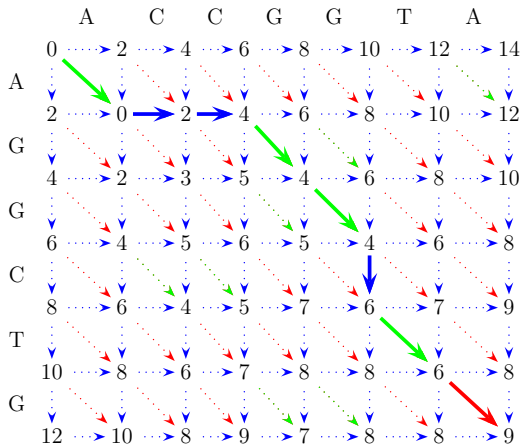 A C C G G T A
0 2 4 6 8 10 12 14
A
2 0 2 4 6 8 10 12
G
4 2 3 5 4 6 8 10
G
6 4 5 6 5 4 6 8
C
8 6 4 5 7 6 7 9
T
10 8 6 7 8 8 6 8
G
12 10 8 9 7 8 8 9